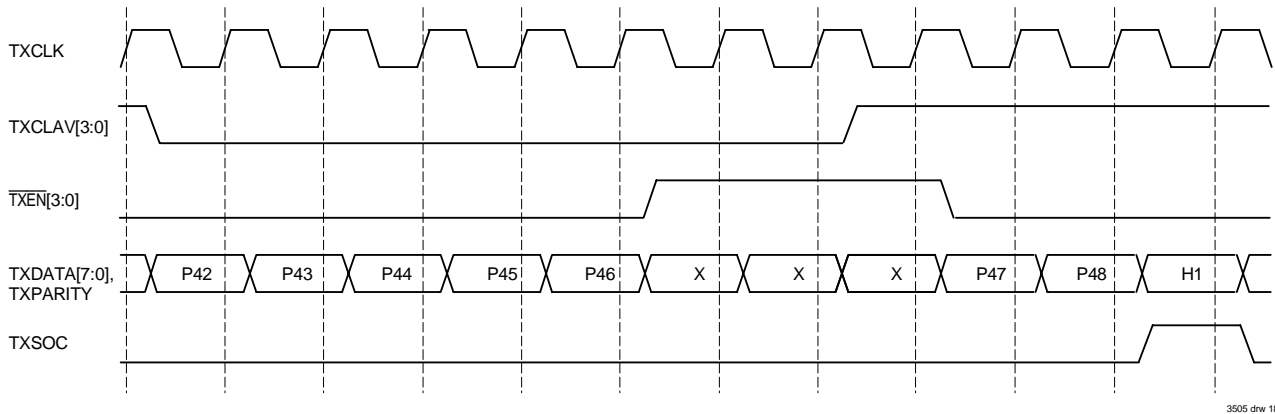 TXCLK
TXCLAV[3:0]
TXEN[3:0]
TXDATA[7:0],
TXPARITY
P42 P43 P44 P45 P46 X X X P47 P48 H1
TXSOC